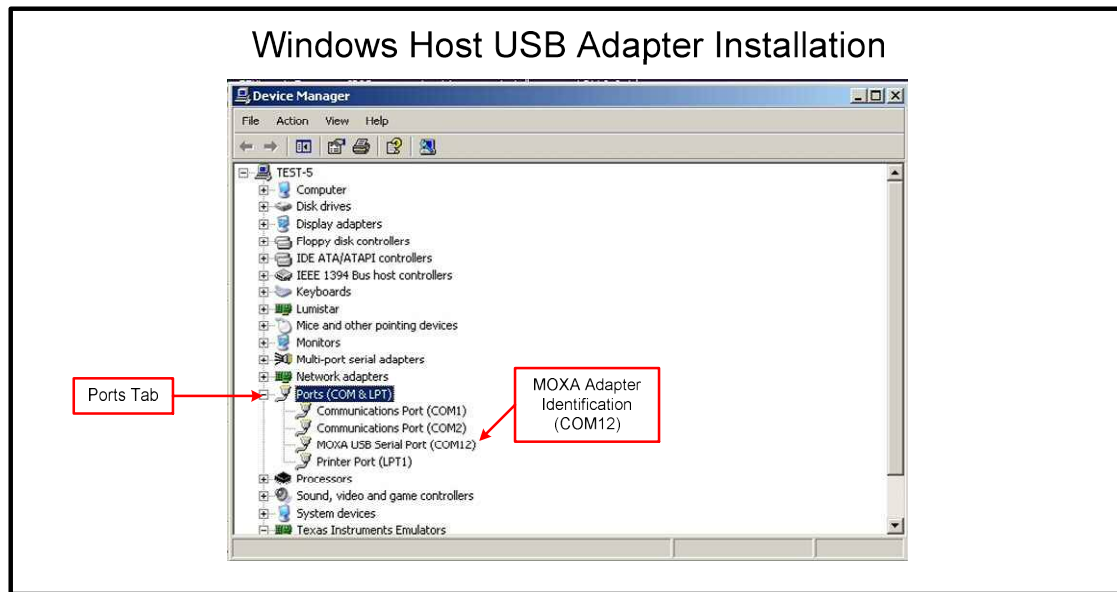 Windows Host USB Adapter Installation
Device Manager
File Action View Help
TEST-5
Computer
Disk drives
Display adapters
Floppy disk controllers
IDE ATA/ATAPI controllers
IEEE 1394 Bus host controllers
Keyboards
Lumistar
Mice and other pointing devices
Monitors
Multi-port serial adapters
Network adapters
Ports (COM & LPT)
Communications Port (COM1)
Communications Port (COM2)
MOXA USB Serial Port (COM12)
Printer Port (LPT1)
Processors
Sound, video and game controllers
System devices
Texas Instruments Emulators
Ports Tab
MOXA Adapter
Identification
(COM12)